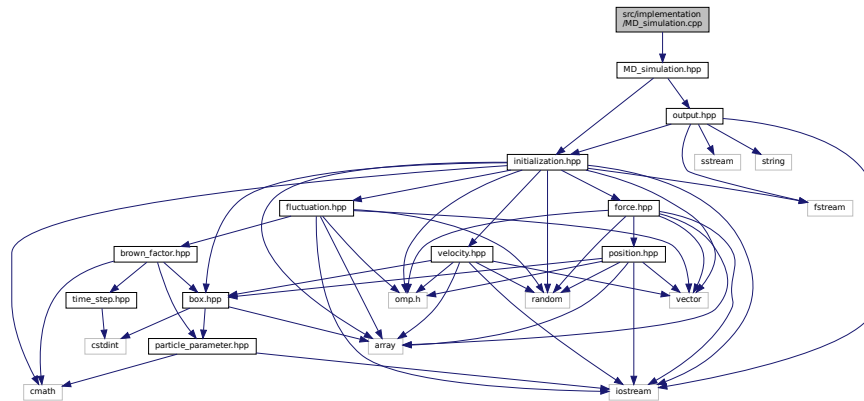 src/implementation
/MD_simulation.cpp
MD_simulation.hpp
output.hpp
initialization.hpp
sstream
string
fluctuation.hpp
force.hpp
fstream
brown_factor.hpp
velocity.hpp
position.hpp
time_step.hpp
box.hpp
omp.h
random
vector
cstdint
particle_parameter.hpp
array
cmath
iostream